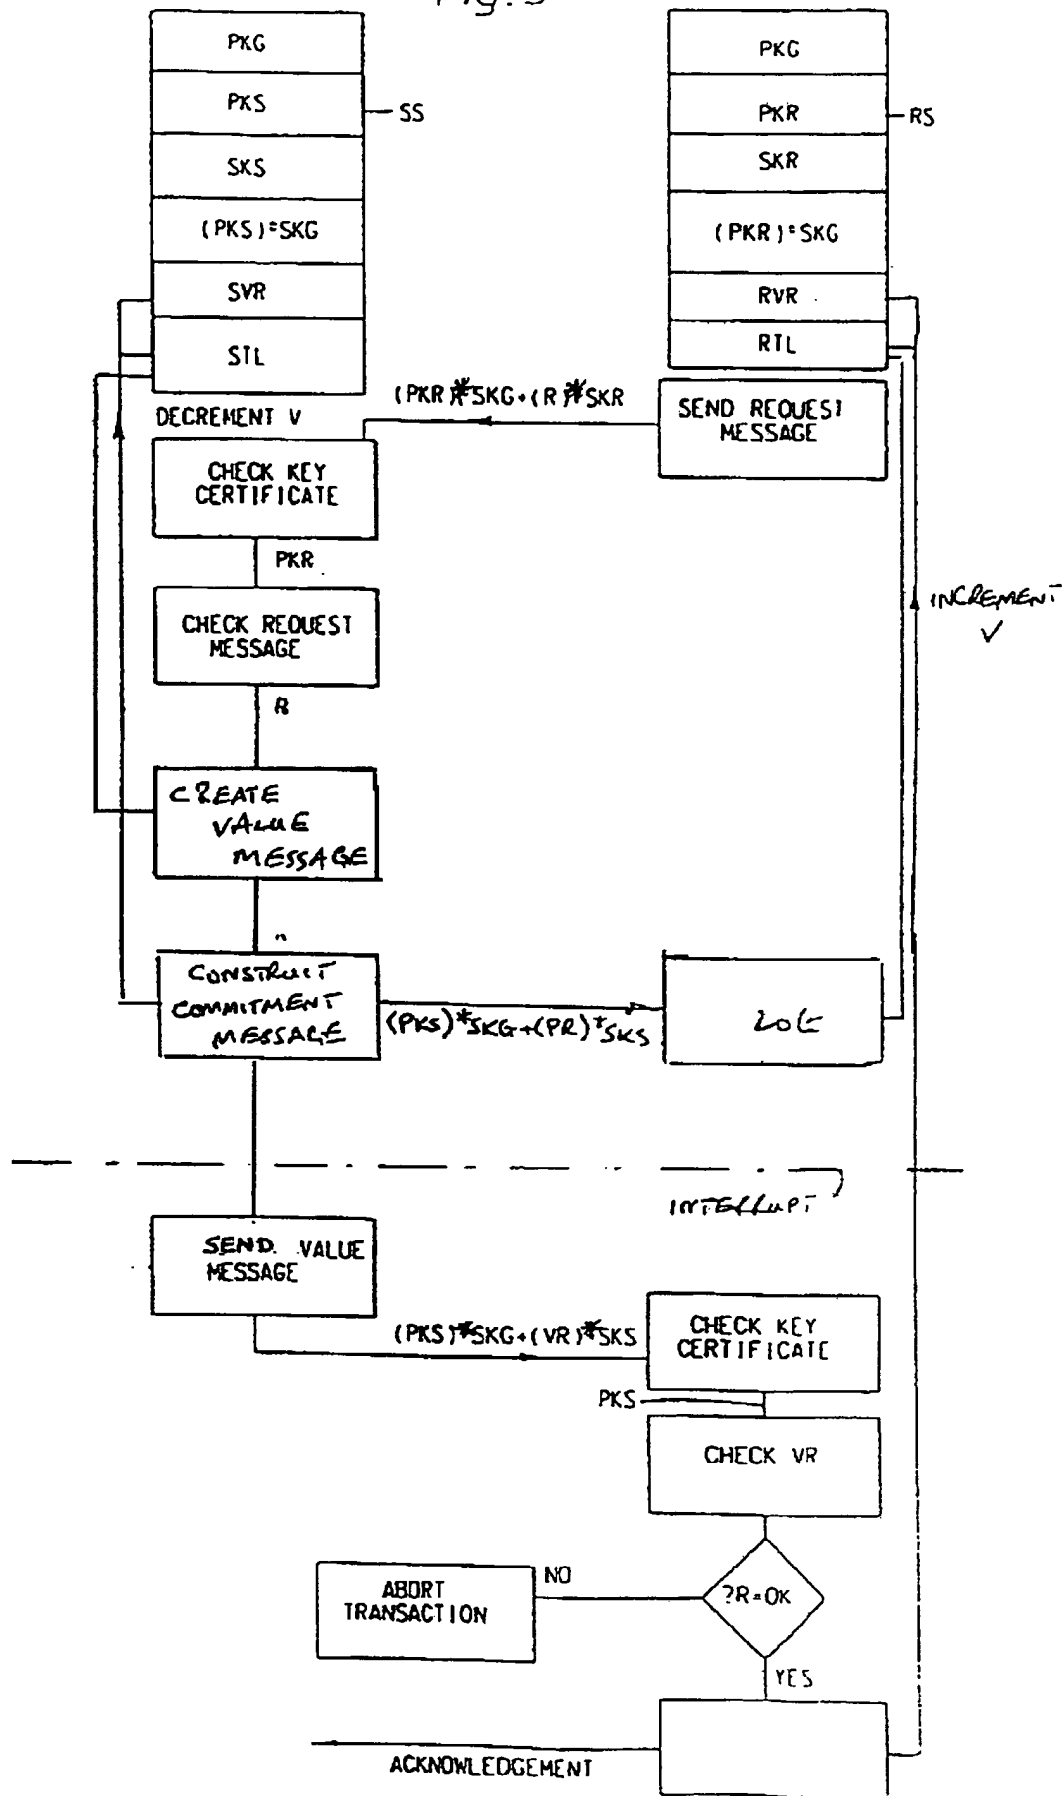 Fig. 3
PKG
PKS
SS
SKS
(PKS)*SKG
SVR
STL
PKG
PKR
RS
SKR
(PKR)*SKG
RVR
RTL
DECREMENT V
(PKR)*SKG+(R)*SKR
SEND REQUEST
MESSAGE
CHECK KEY
CERTIFICATE
PKR
CHECK REQUEST
MESSAGE
R
INCREMENT
V
CREATE
VALUE
MESSAGE
"
CONSTRUCT
COMMITMENT
MESSAGE
(PKS)*SKG+(PR)*SKS
INTERRUPT
SEND VALUE
MESSAGE
(PKS)*SKG+(VR)*SKS
CHECK KEY
CERTIFICATE
PKS
CHECK VR
?R=OK
NO
ABORT
TRANSACTION
YES
ACKNOWLEDGEMENT